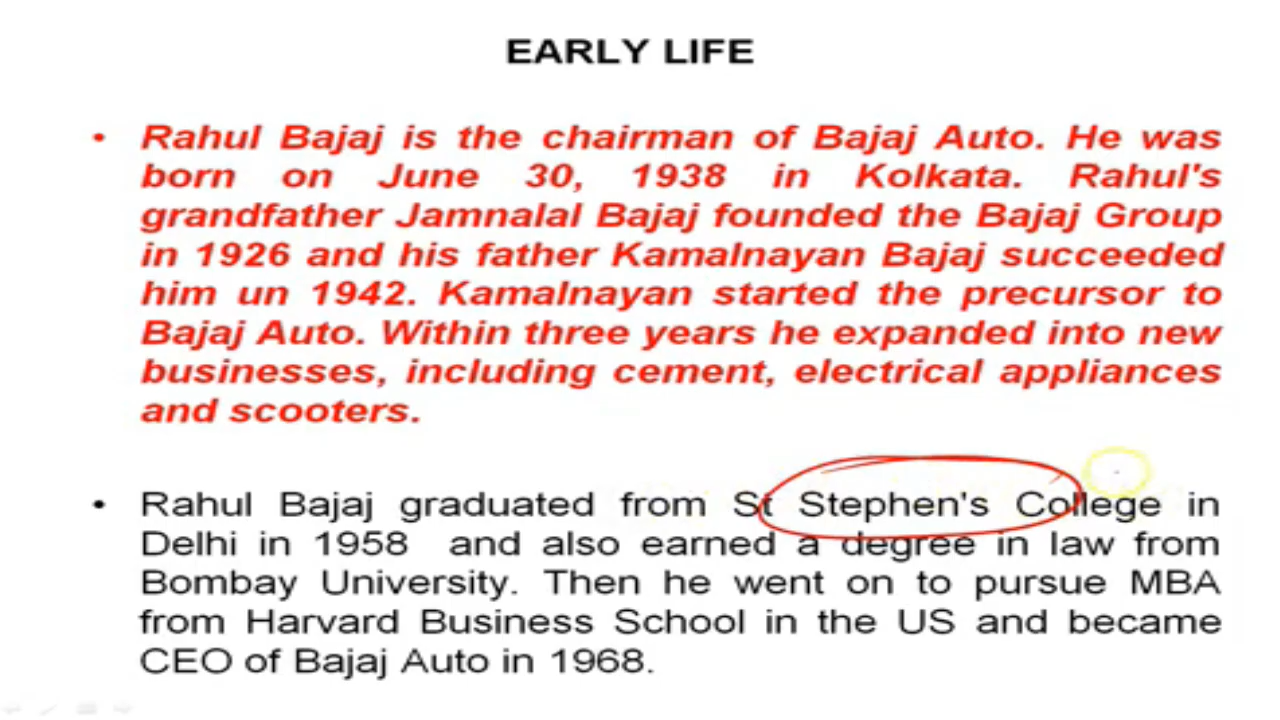 EARLY LIFE
• Rahul Bajaj is the chairman of Bajaj Auto. He was
born on June 30, 1938 in Kolkata. Rahul's
grandfather Jamnalal Bajaj founded the Bajaj Group
in 1926 and his father Kamalnayan Bajaj succeeded
him un 1942. Kamalnayan started the precursor to
Bajaj Auto. Within three years he expanded into new
businesses, including cement, electrical appliances
and scooters.
• Rahul Bajaj graduated from St Stephen's College in
Delhi in 1958 and also earned a degree in law from
Bombay University. Then he went on to pursue MBA
from Harvard Business School in the US and became
CEO of Bajaj Auto in 1968.